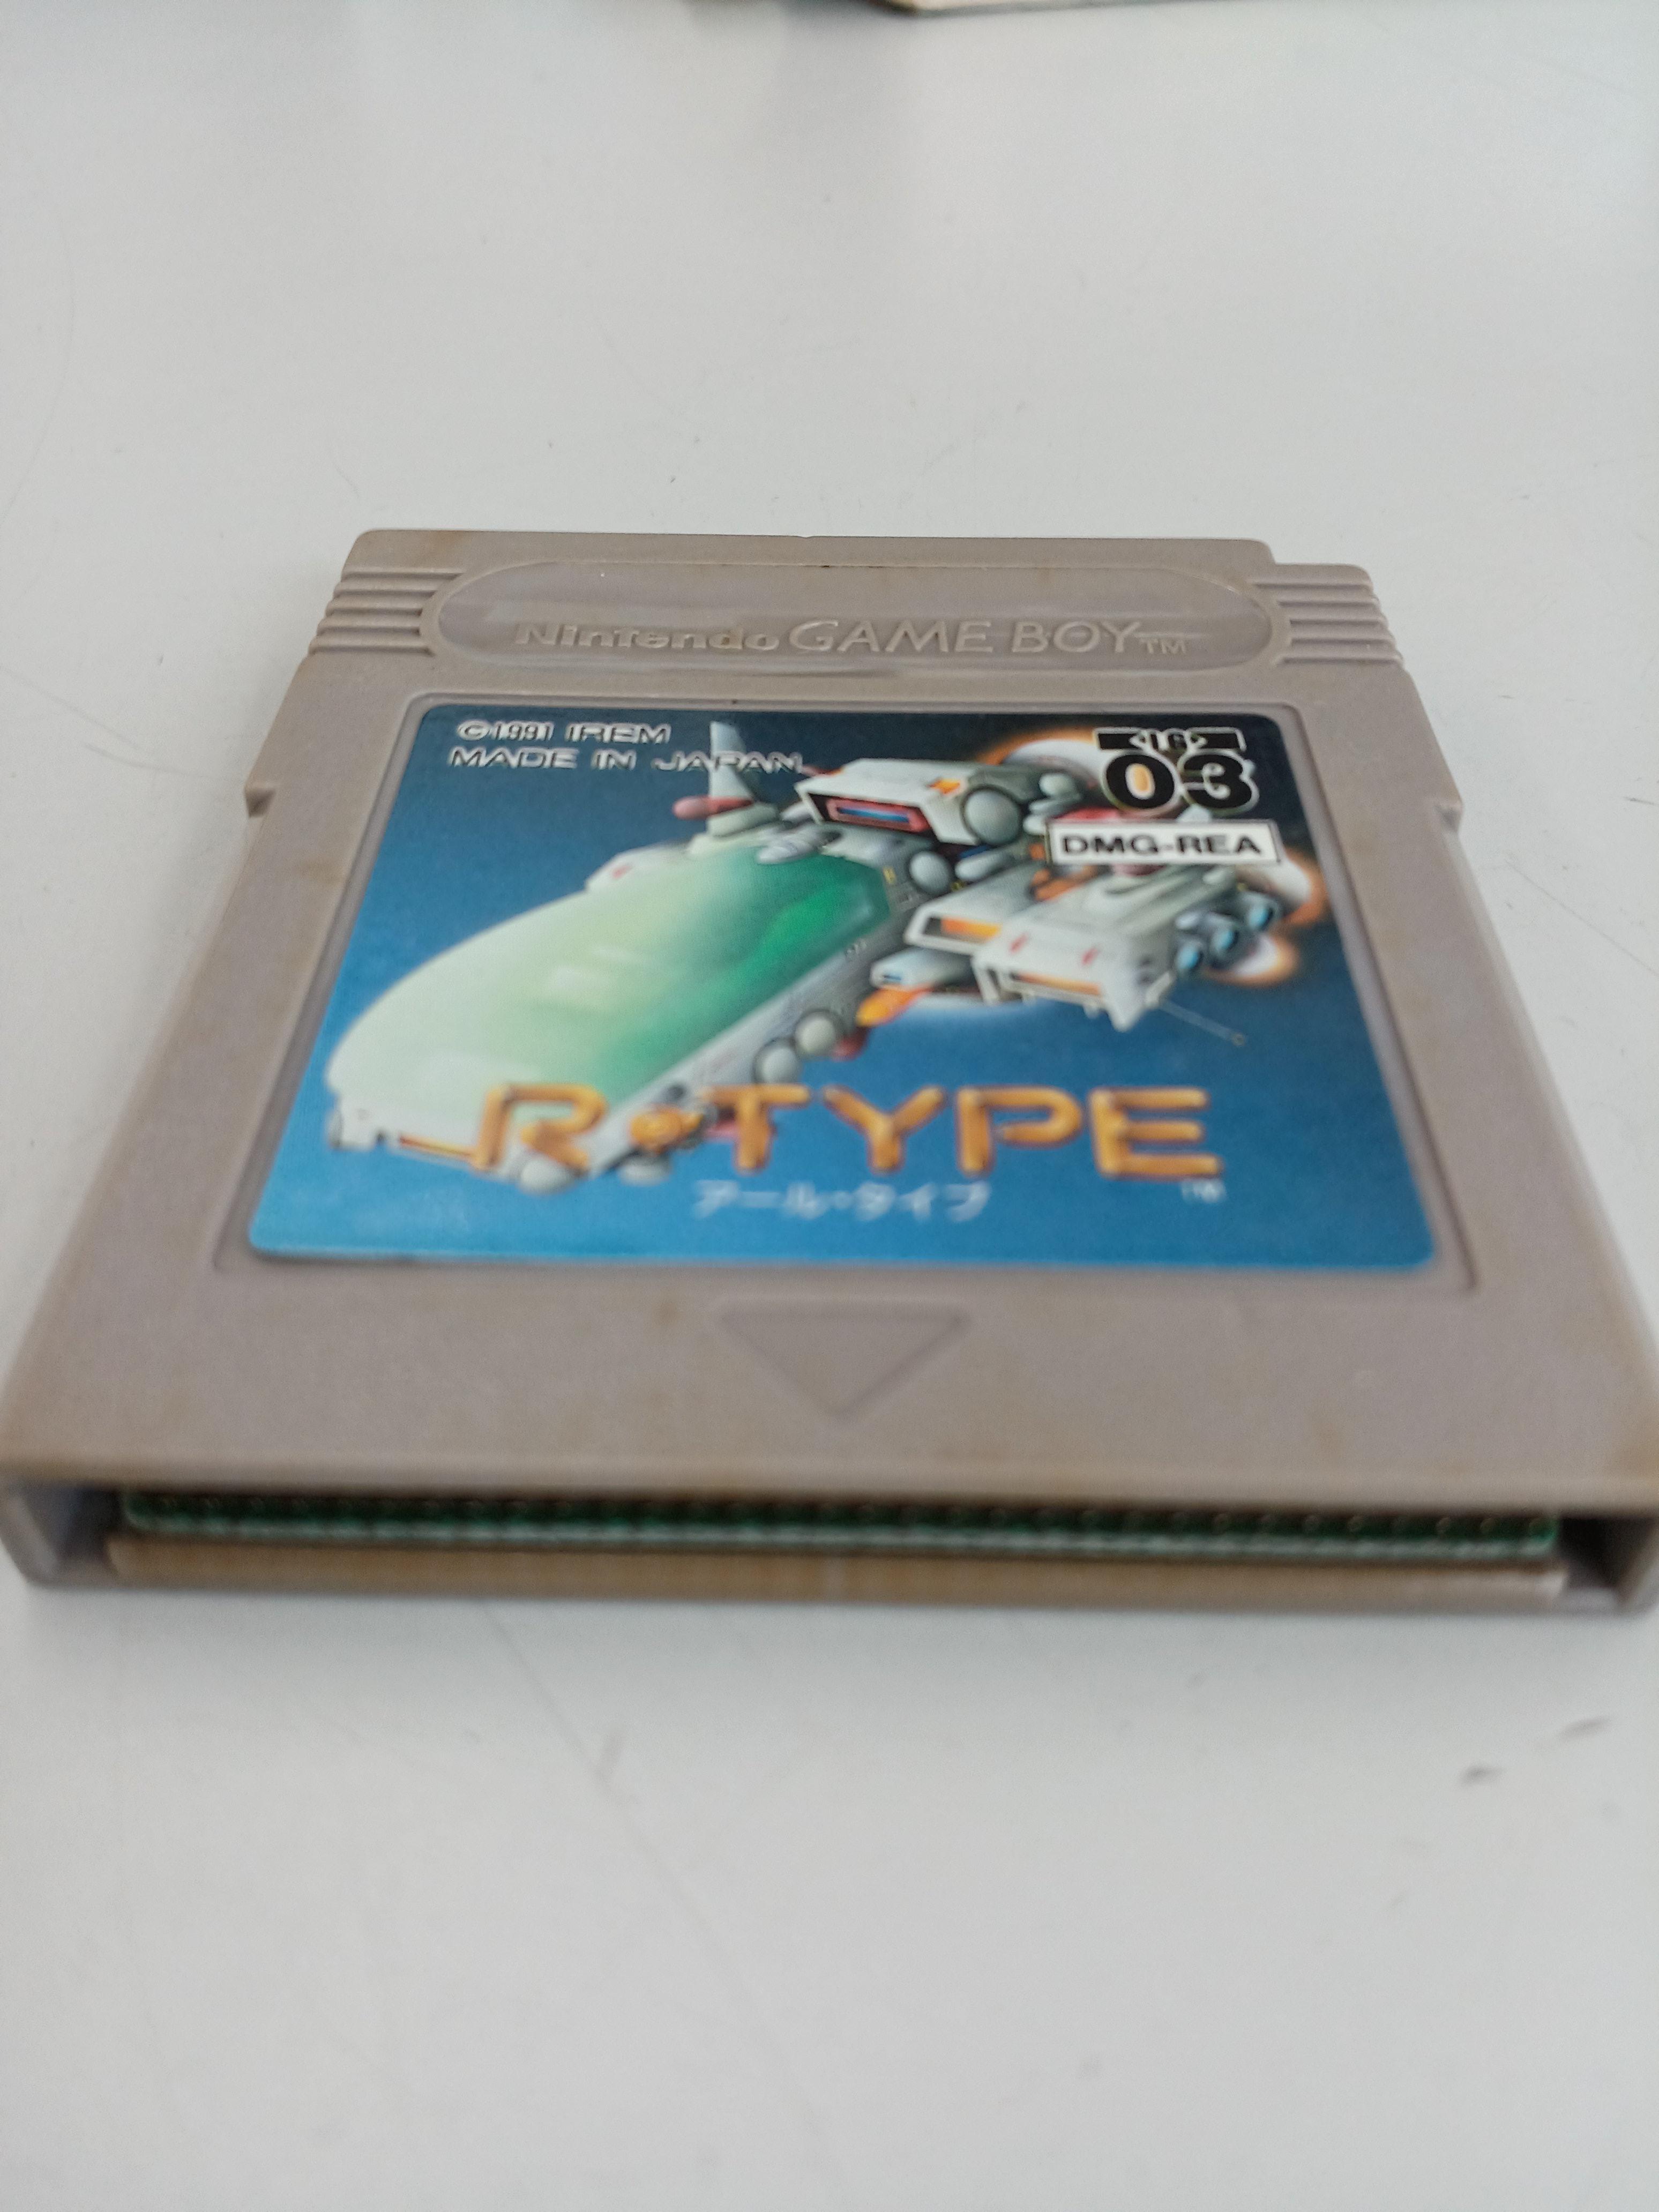 Nintendo GAME BOY™
©1991 IREM
MADE IN JAPAN
IG
03
DMG-REA
R•TYPE
™
アール・タイプ